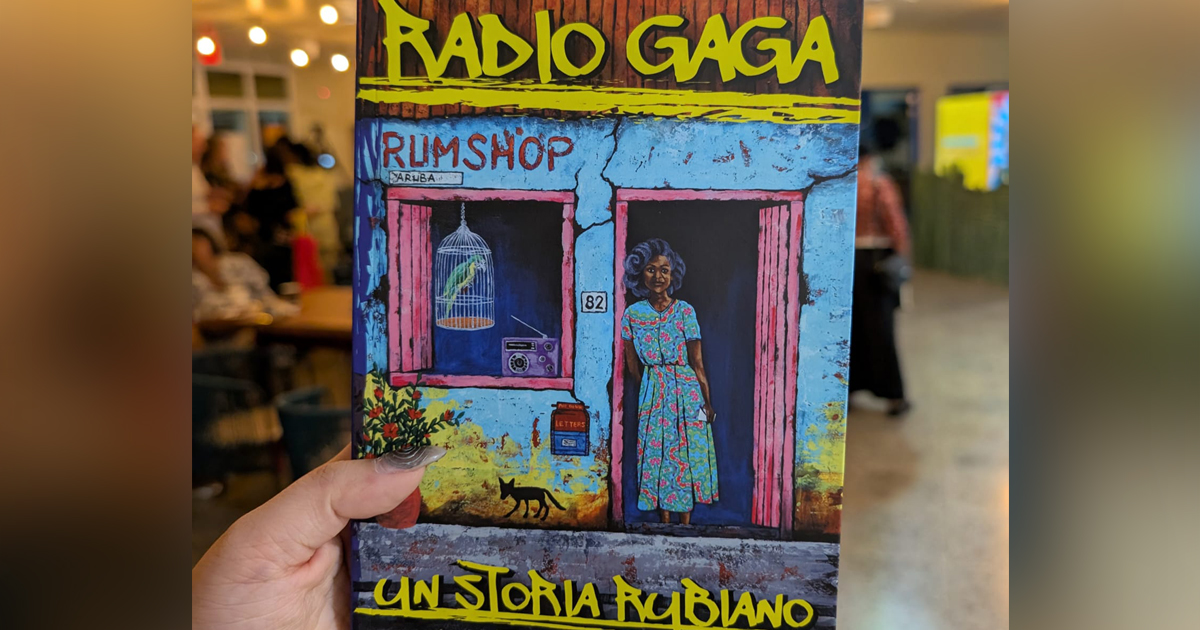 RADIO GAGA
RUMSHOP
ARUBA
82
LETTERS
UN STORIA RUBIANO